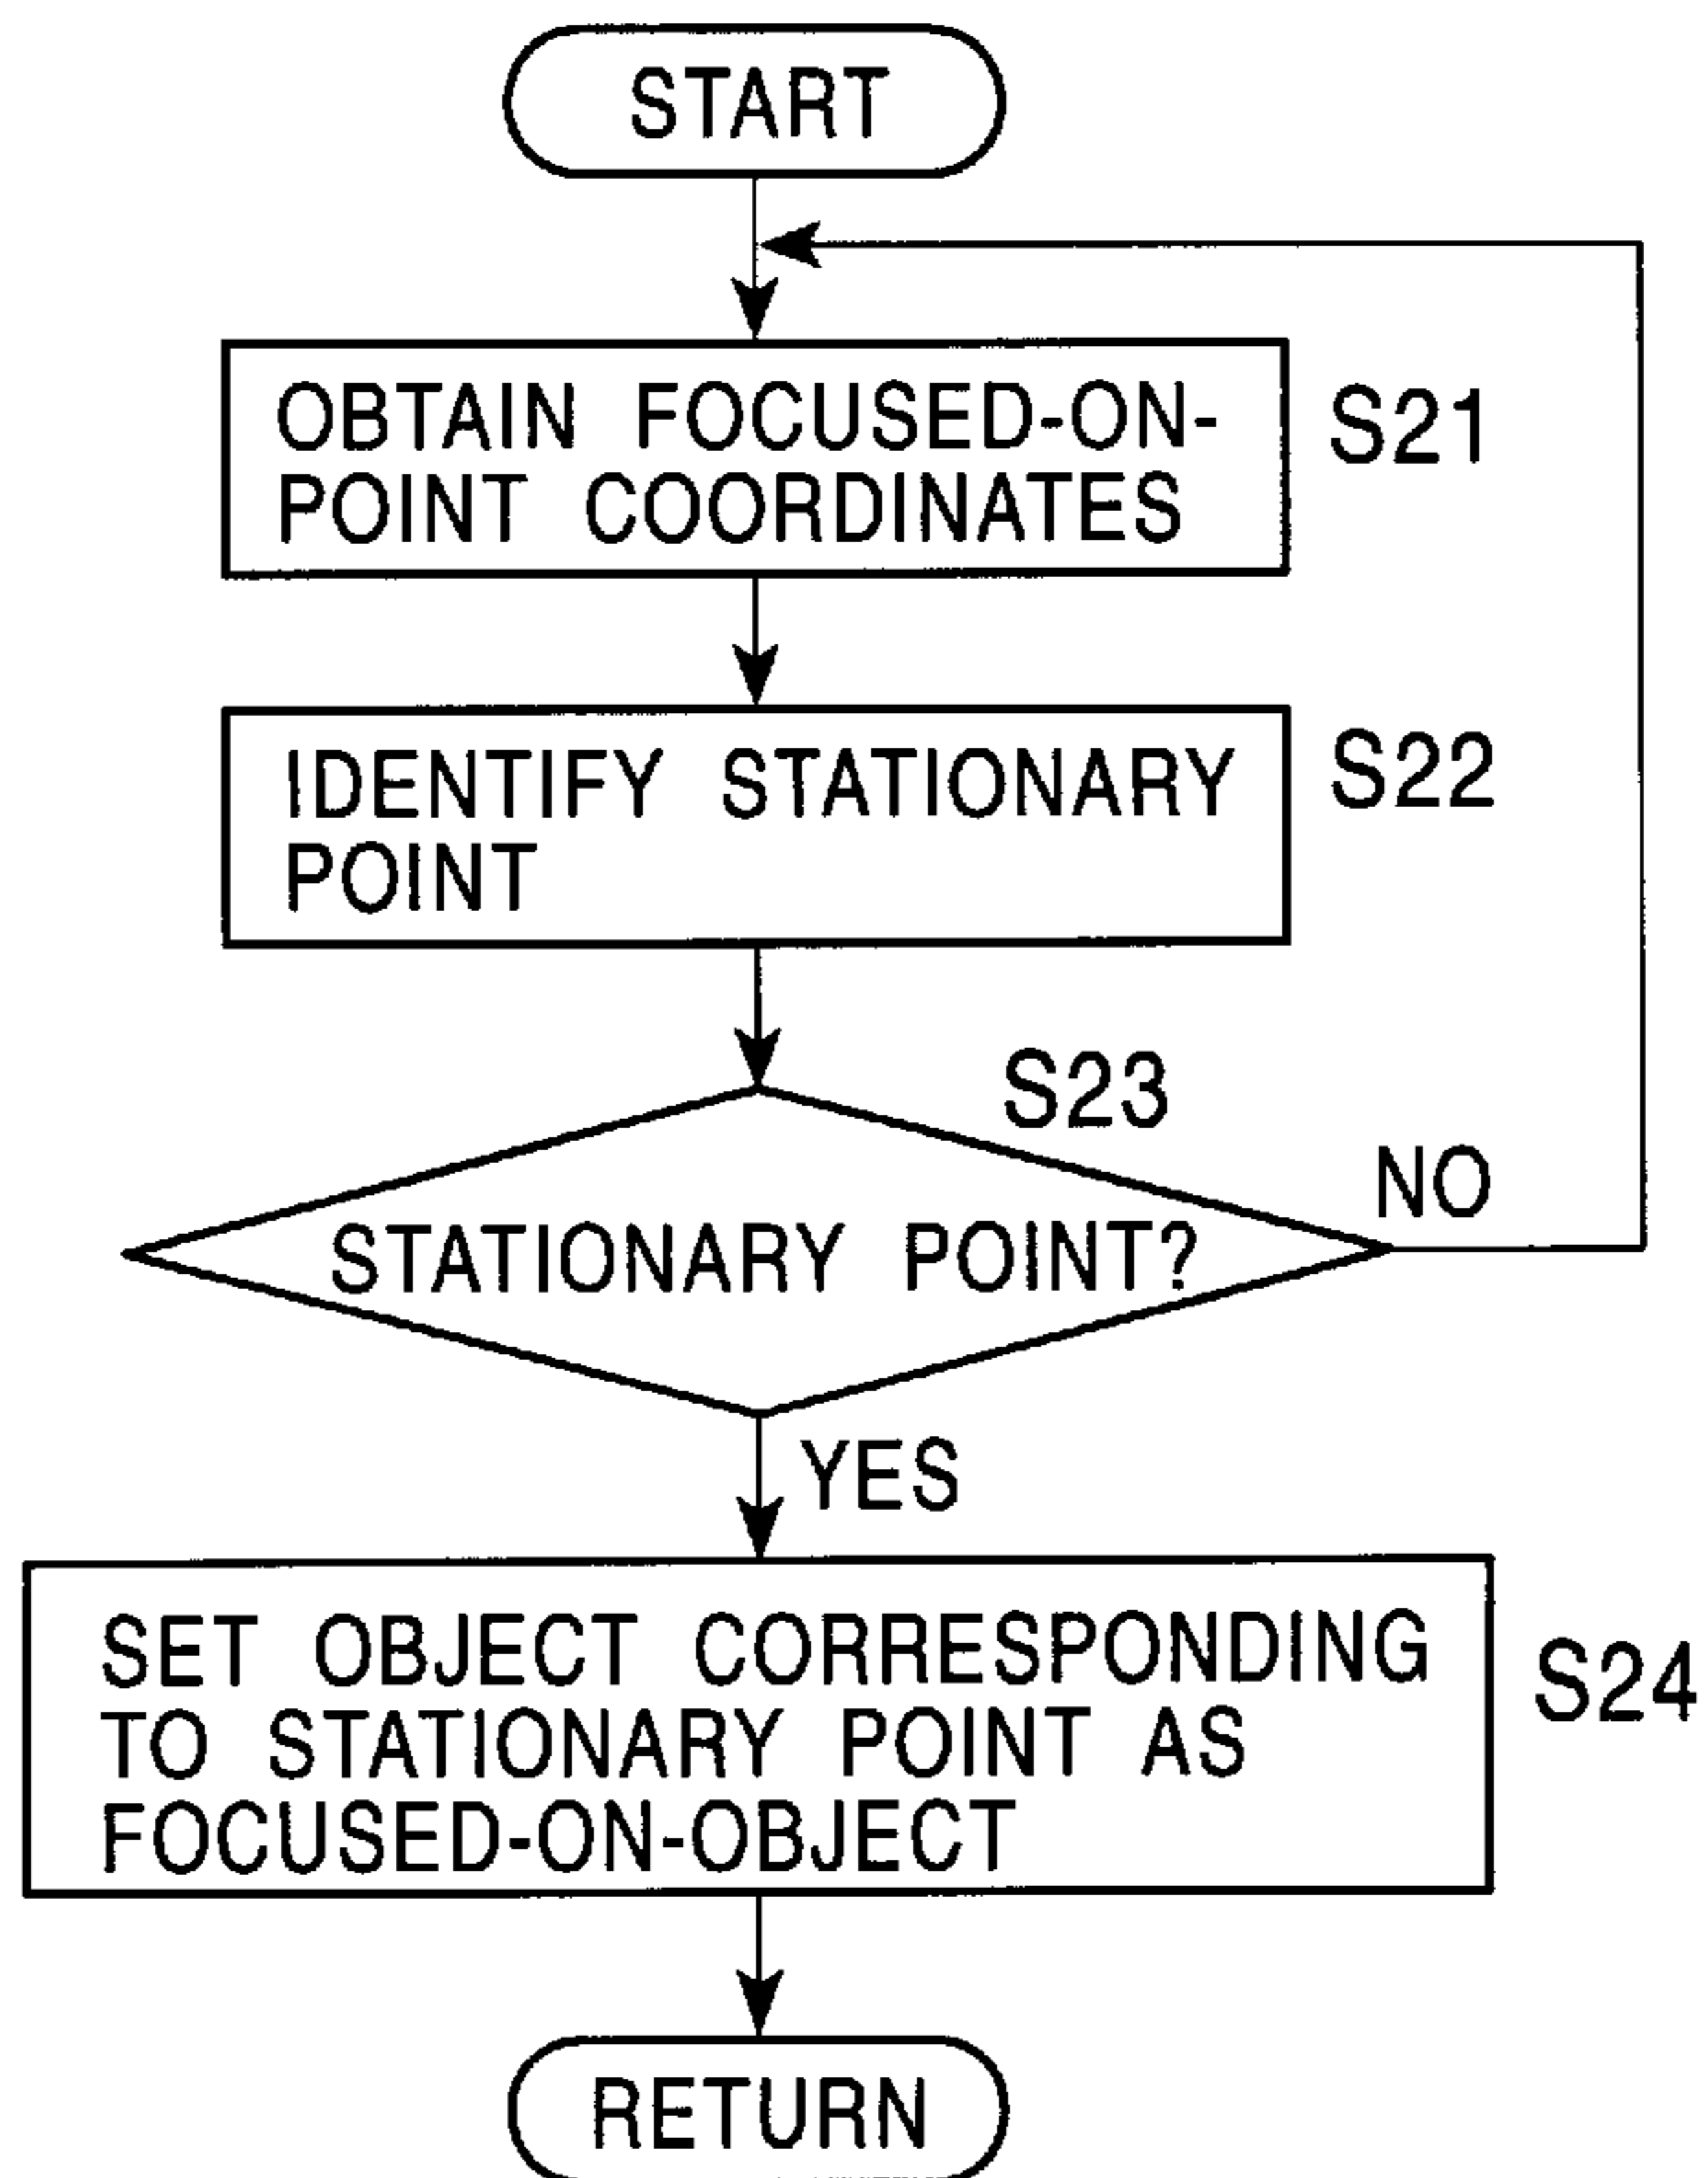 START
OBTAIN FOCUSED-ON-
POINT COORDINATES
S21
IDENTIFY STATIONARY
POINT
S22
S23
STATIONARY POINT?
NO
YES
SET OBJECT CORRESPONDING
TO STATIONARY POINT AS
FOCUSED-ON-OBJECT
S24
RETURN